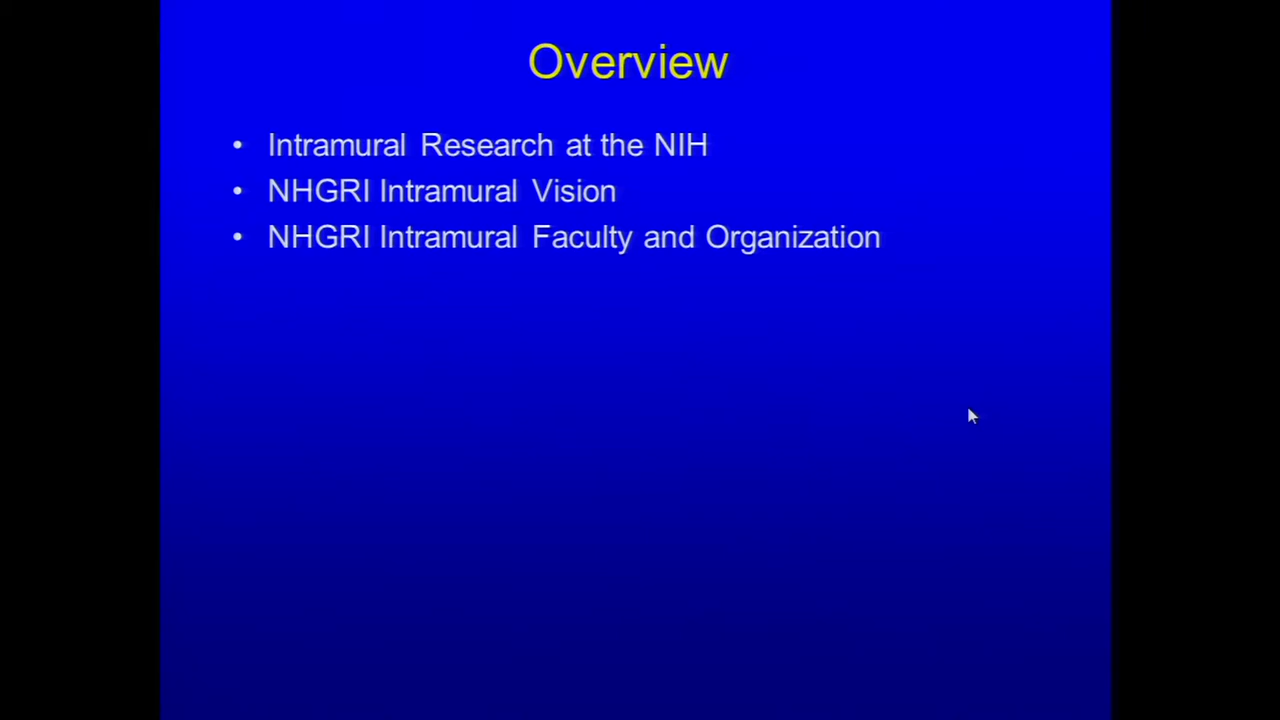 Overview
• Intramural Research at the NIH
• NHGRI Intramural Vision
• NHGRI Intramural Faculty and Organization